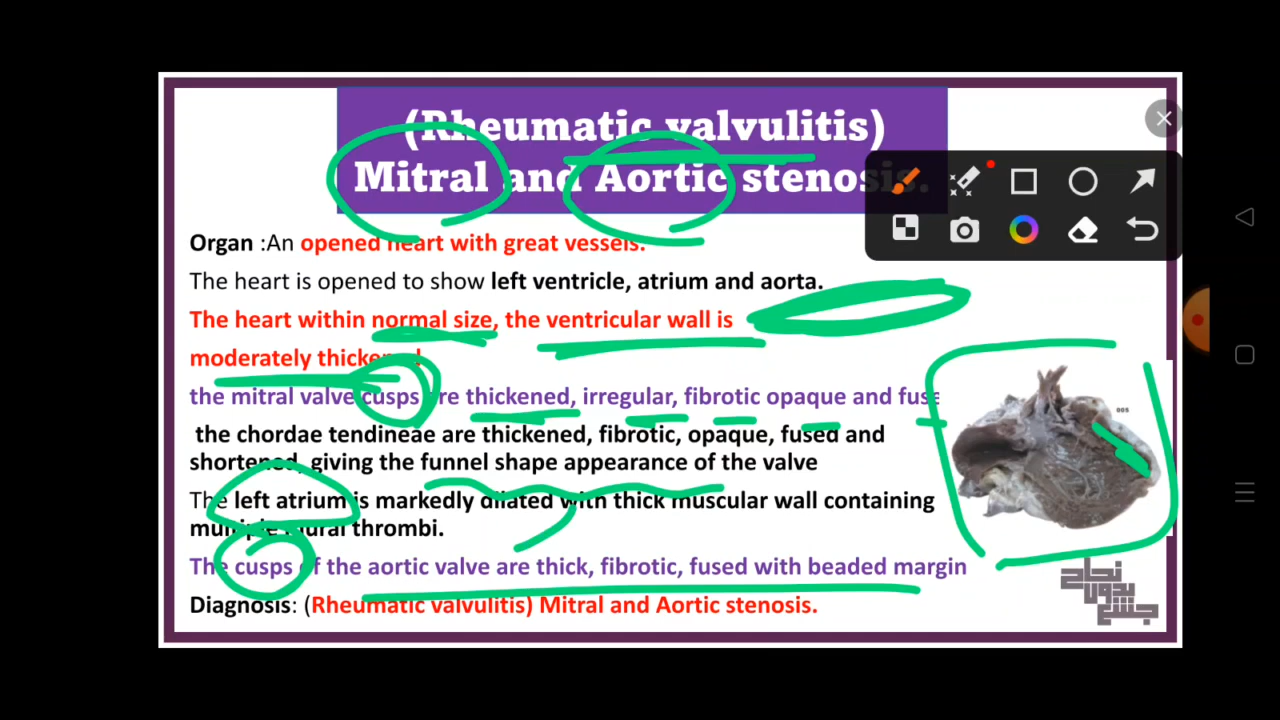 (Rheumatic valvulitis)
Mitral and Aortic stenosis.
Organ :An opened heart with great vessels.
The heart is opened to show left ventricle, atrium and aorta.
The heart within normal size, the ventricular wall is
moderately thickened
the mitral valve cusps are thickened, irregular, fibrotic opaque and fuse
the chordae tendineae are thickened, fibrotic, opaque, fused and
shortened, giving the funnel shape appearance of the valve
The left atrium is markedly dilated with thick muscular wall containing
multiple mural thrombi.
The cusps of the aortic valve are thick, fibrotic, fused with beaded margin
Diagnosis: (Rheumatic valvulitis) Mitral and Aortic stenosis.
نجاح
بدون